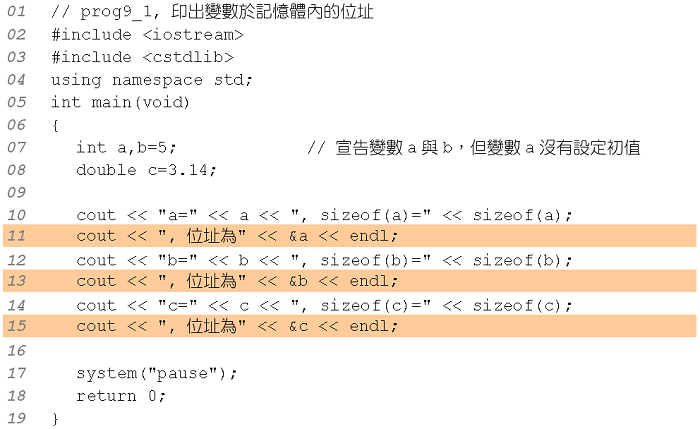 01 // prog9_1, 印出變數於記憶體內的位址
02 #include <iostream>
03 #include <cstdlib>
04 using namespace std;
05 int main(void)
06 {
07 int a,b=5; // 宣告變數 a 與 b，但變數 a 沒有設定初值
08 double c=3.14;
09
10 cout << "a=" << a << ", sizeof(a)=" << sizeof(a);
11 cout << ", 位址為" << &a << endl;
12 cout << "b=" << b << ", sizeof(b)=" << sizeof(b);
13 cout << ", 位址為" << &b << endl;
14 cout << "c=" << c << ", sizeof(c)=" << sizeof(c);
15 cout << ", 位址為" << &c << endl;
16
17 system("pause");
18 return 0;
19 }